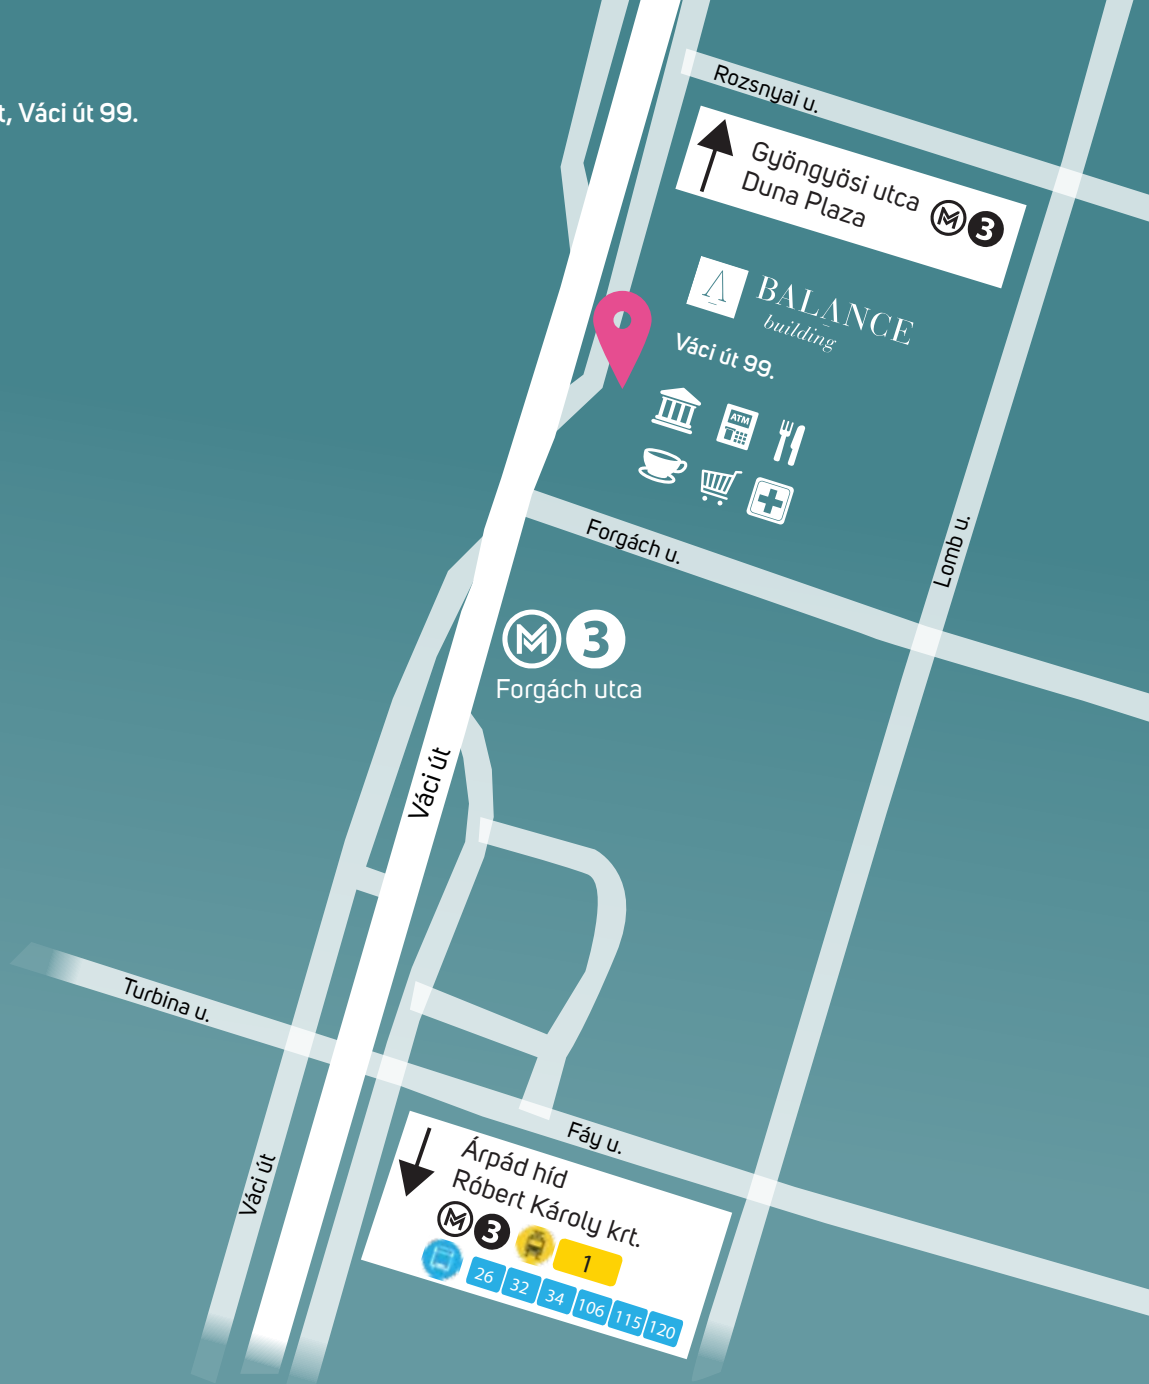 Rozsnyai u.
t, Váci út 99.
Gyöngyösi utca
Duna Plaza
M 3
A BALANCE
building
Váci út 99.
ATM
Forgách u.
Lomb u.
M 3
Forgách utca
Váci út
Turbina u.
Fáy u.
Váci út
Árpád híd
Róbert Károly krt.
M 3 1
26 32 34 106 115 120